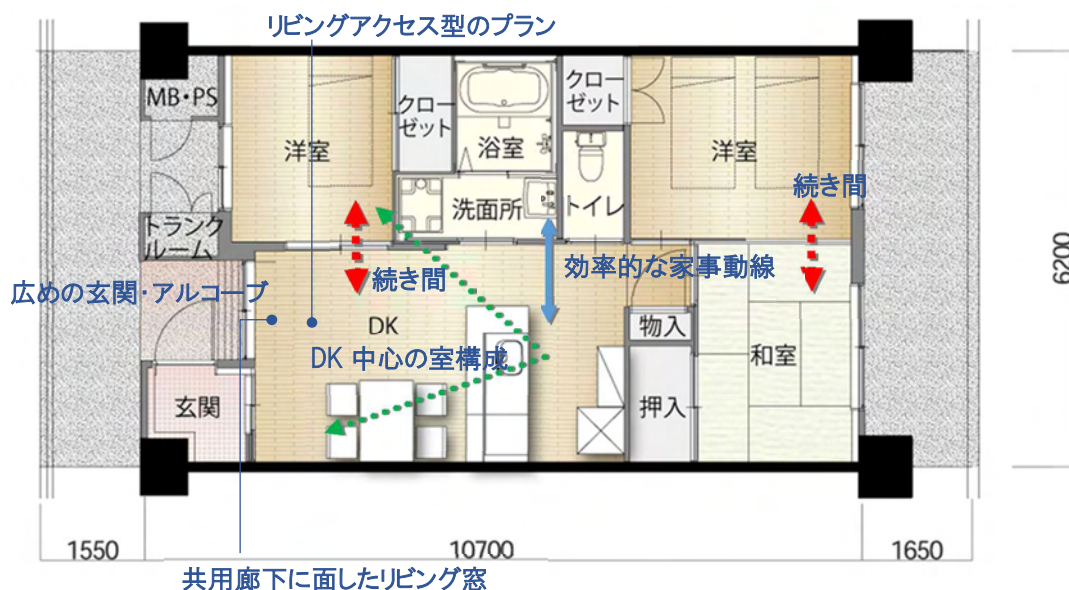 リビングアクセス型のプラン
MB・PS
洋室
クロー
ゼット
浴室
クロー
ゼット
洋室
洗面所
トイレ
続き間
トランク
ルーム
広めの玄関・アルコーブ
続き間
効率的な家事動線
DK
物入
DK 中心の室構成
和室
玄関
押入
6200
1550
10700
1650
共用廊下に面したリビング窓